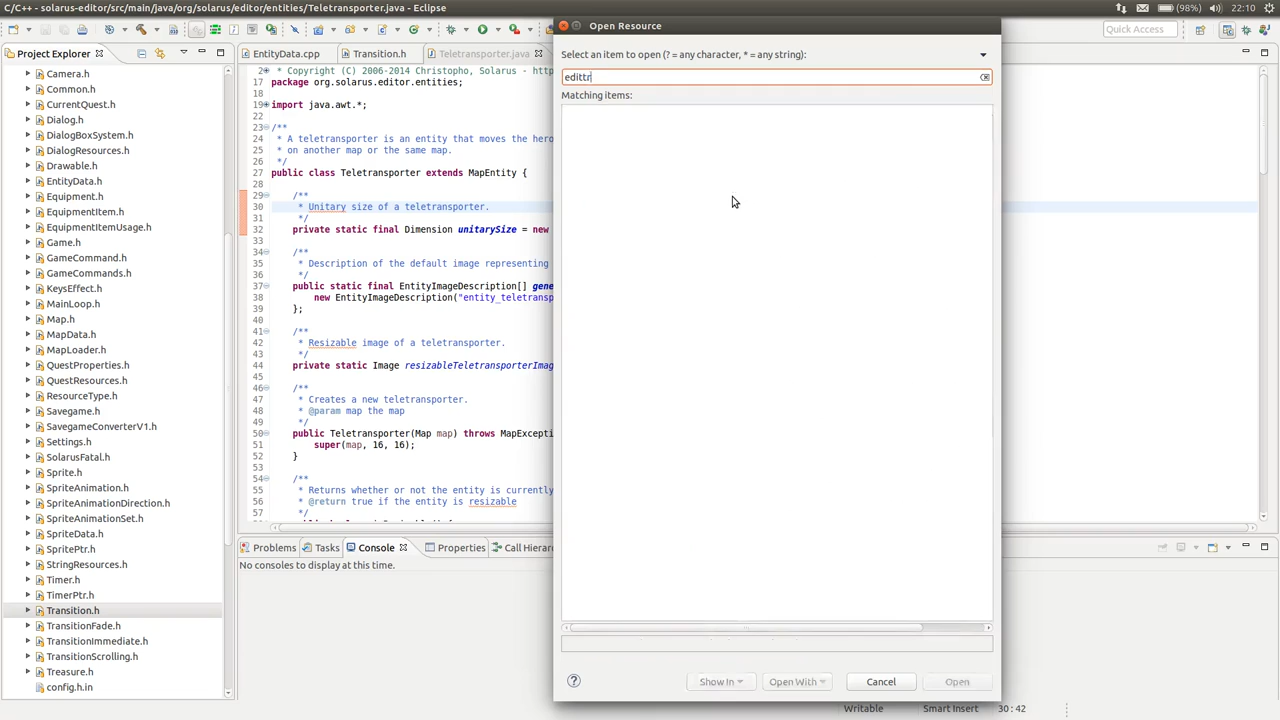 C/C++ - solarus-editor/src/main/java/org/solarus/editor/entities/Teletransporter.java - Eclipse
(98%)
22:10
Quick Access
Project Explorer
Camera.h
Common.h
CurrentQuest.h
Dialog.h
DialogBoxSystem.h
DialogResources.h
Drawable.h
EntityData.h
Equipment.h
EquipmentItem.h
EquipmentItemUsage.h
Game.h
GameCommand.h
GameCommands.h
KeysEffect.h
MainLoop.h
Map.h
MapData.h
MapLoader.h
QuestProperties.h
QuestResources.h
ResourceType.h
Savegame.h
SavegameConverterV1.h
Settings.h
SolarusFatal.h
Sprite.h
SpriteAnimation.h
SpriteAnimationDirection.h
SpriteAnimationSet.h
SpriteData.h
SpritePtr.h
StringResources.h
Timer.h
TimerPtr.h
Transition.h
TransitionFade.h
TransitionImmediate.h
TransitionScrolling.h
Treasure.h
config.h.in
EntityData.cpp
Transition.h
Teletransporter.java
2 * Copyright (C) 2006-2014 Christopho, Solarus - http
17 package org.solarus.editor.entities;
18
19 import java.awt.*;
22
23 /**
24 * A teletransporter is an entity that moves the hero
25 * on another map or the same map.
26 */
27 public class Teletransporter extends MapEntity {
28
29 /**
30 * Unitary size of a teletransporter.
31 */
32 private static final Dimension unitarySize = new
33
34 /**
35 * Description of the default image representing
36 */
37 public static final EntityImageDescription[] gene
38 new EntityImageDescription("entity_teletransp
39 };
40
41 /**
42 * Resizable image of a teletransporter.
43 */
44 private static Image resizableTeletransporterImag
45
46 /**
47 * Creates a new teletransporter.
48 * @param map the map
49 */
50 public Teletransporter(Map map) throws MapExcepti
51 super(map, 16, 16);
52 }
53
54 /**
55 * Returns whether or not the entity is currently
56 * @return true if the entity is resizable
57 */
Open Resource
Select an item to open (? = any character, * = any string):
edittr
Matching items:
Show In
Open With
Cancel
Open
Problems
Tasks
Console
Properties
Call Hierar
No consoles to display at this time.
Writable
Smart Insert
30 : 42